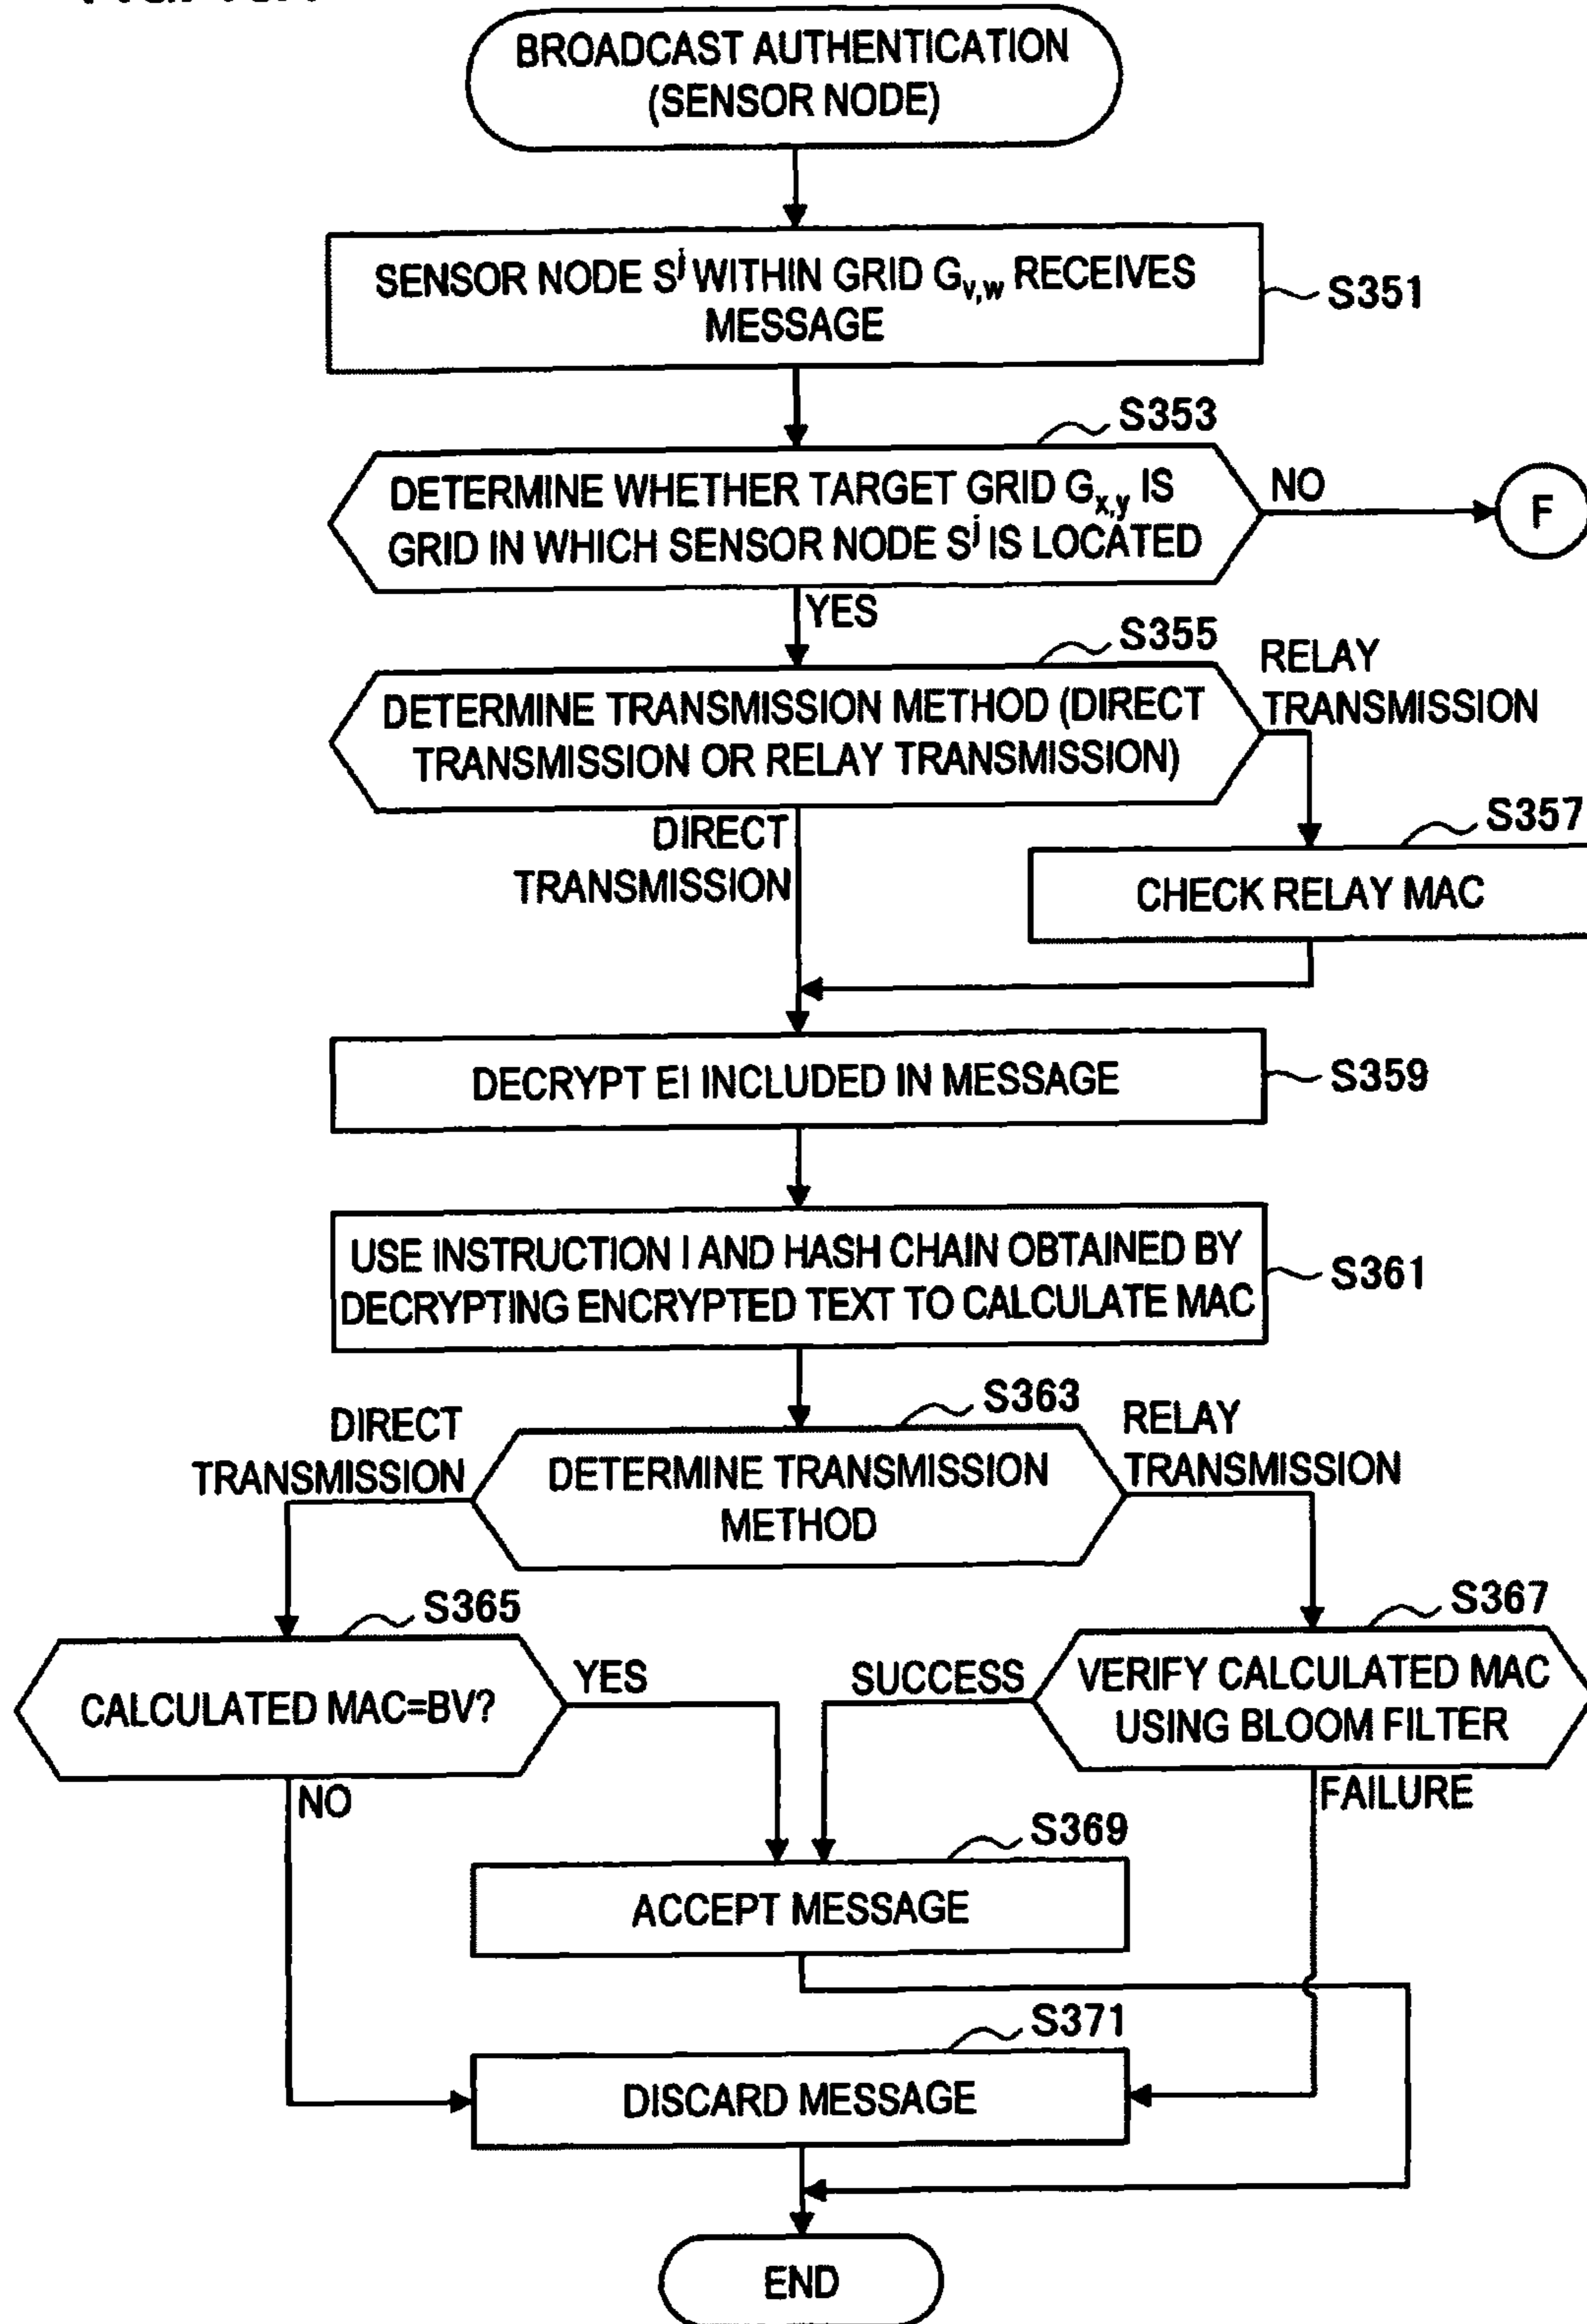 BROADCAST AUTHENTICATION
(SENSOR NODE)
SENSOR NODE S^j WITHIN GRID G_v,w RECEIVES
MESSAGE
S351
S353
DETERMINE WHETHER TARGET GRID G_x,y IS
GRID IN WHICH SENSOR NODE S^j IS LOCATED
NO
F
YES
S355
RELAY
TRANSMISSION
DETERMINE TRANSMISSION METHOD (DIRECT
TRANSMISSION OR RELAY TRANSMISSION)
DIRECT
TRANSMISSION
S357
CHECK RELAY MAC
DECRYPT EI INCLUDED IN MESSAGE
S359
USE INSTRUCTION I AND HASH CHAIN OBTAINED BY
DECRYPTING ENCRYPTED TEXT TO CALCULATE MAC
S361
S363
DIRECT
TRANSMISSION
DETERMINE TRANSMISSION
METHOD
RELAY
TRANSMISSION
S365
CALCULATED MAC=BV?
YES
NO
S367
SUCCESS
VERIFY CALCULATED MAC
USING BLOOM FILTER
FAILURE
S369
ACCEPT MESSAGE
S371
DISCARD MESSAGE
END